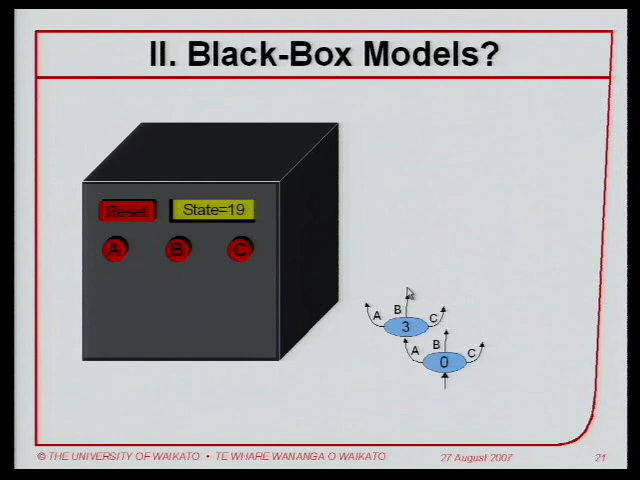 II. Black-Box Models?
Reset
State=19
A B C
A B C
3
A B C
0
© THE UNIVERSITY OF WAIKATO • TE WHARE WANANGA O WAIKATO 27 August 2007 21